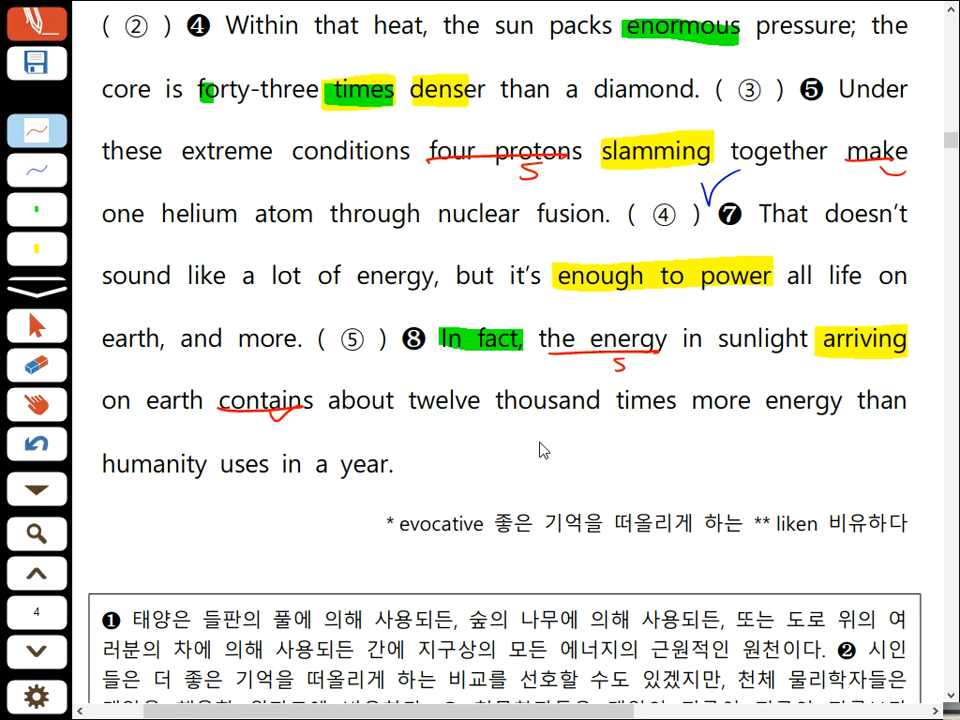 ( ② ) ❹ Within that heat, the sun packs enormous pressure; the
core is forty-three times denser than a diamond. ( ③ ) ❺ Under
these extreme conditions four protons slamming together make
S
one helium atom through nuclear fusion. ( ④ ) ❼ That doesn't
sound like a lot of energy, but it's enough to power all life on
earth, and more. ( ⑤ ) ❽ In fact, the energy in sunlight arriving
S
on earth contains about twelve thousand times more energy than
humanity uses in a year.
* evocative 좋은 기억을 떠올리게 하는 ** liken 비유하다
4
❶ 태양은 들판의 풀에 의해 사용되든, 숲의 나무에 의해 사용되든, 또는 도로 위의 여
러분의 차에 의해 사용되든 간에 지구상의 모든 에너지의 근원적인 원천이다. ❷ 시인
들은 더 좋은 기억을 떠올리게 하는 비교를 선호할 수도 있겠지만, 천체 물리학자들은